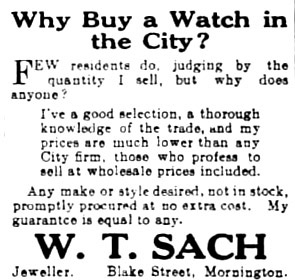 Why Buy a Watch in
the City?
FEW residents do, judging by the
quantity I sell, but why does
anyone?
I've a good selection, a thorough
knowledge of the trade, and my
prices are much lower than any
City firm, those who profess to
sell at wholesale prices included.
Any make or style desired, not in stock,
promptly procured at no extra cost. My
guarantee is equal to any.
W. T. SACH
Jeweller. Blake Street, Mornington.